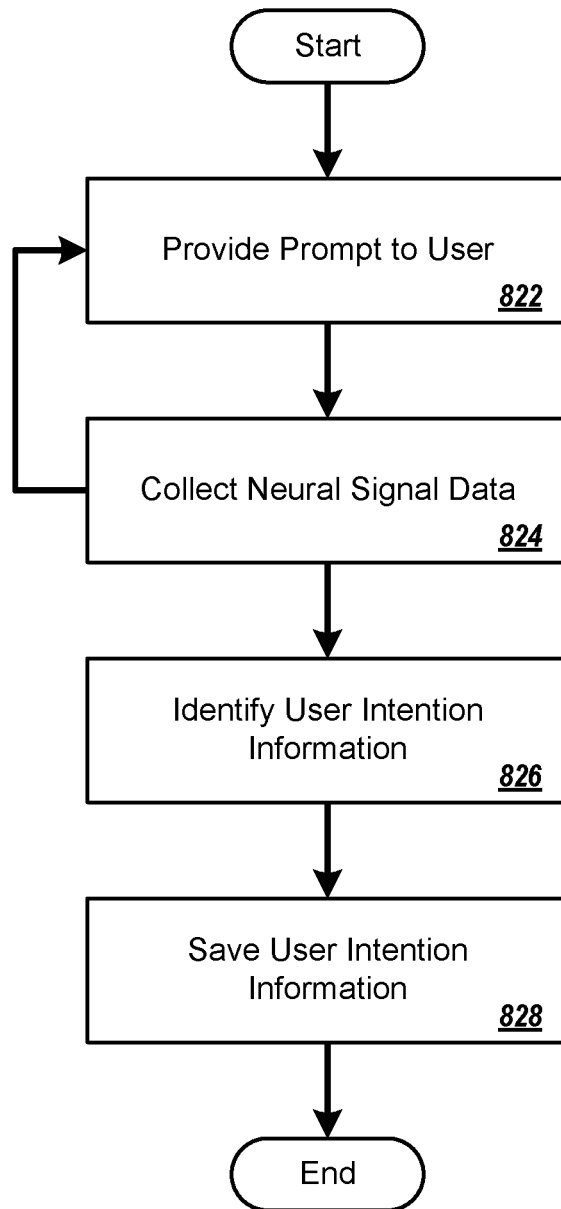 Start
Provide Prompt to User
822
Collect Neural Signal Data
824
Identify User Intention
Information
826
Save User Intention
Information
828
End